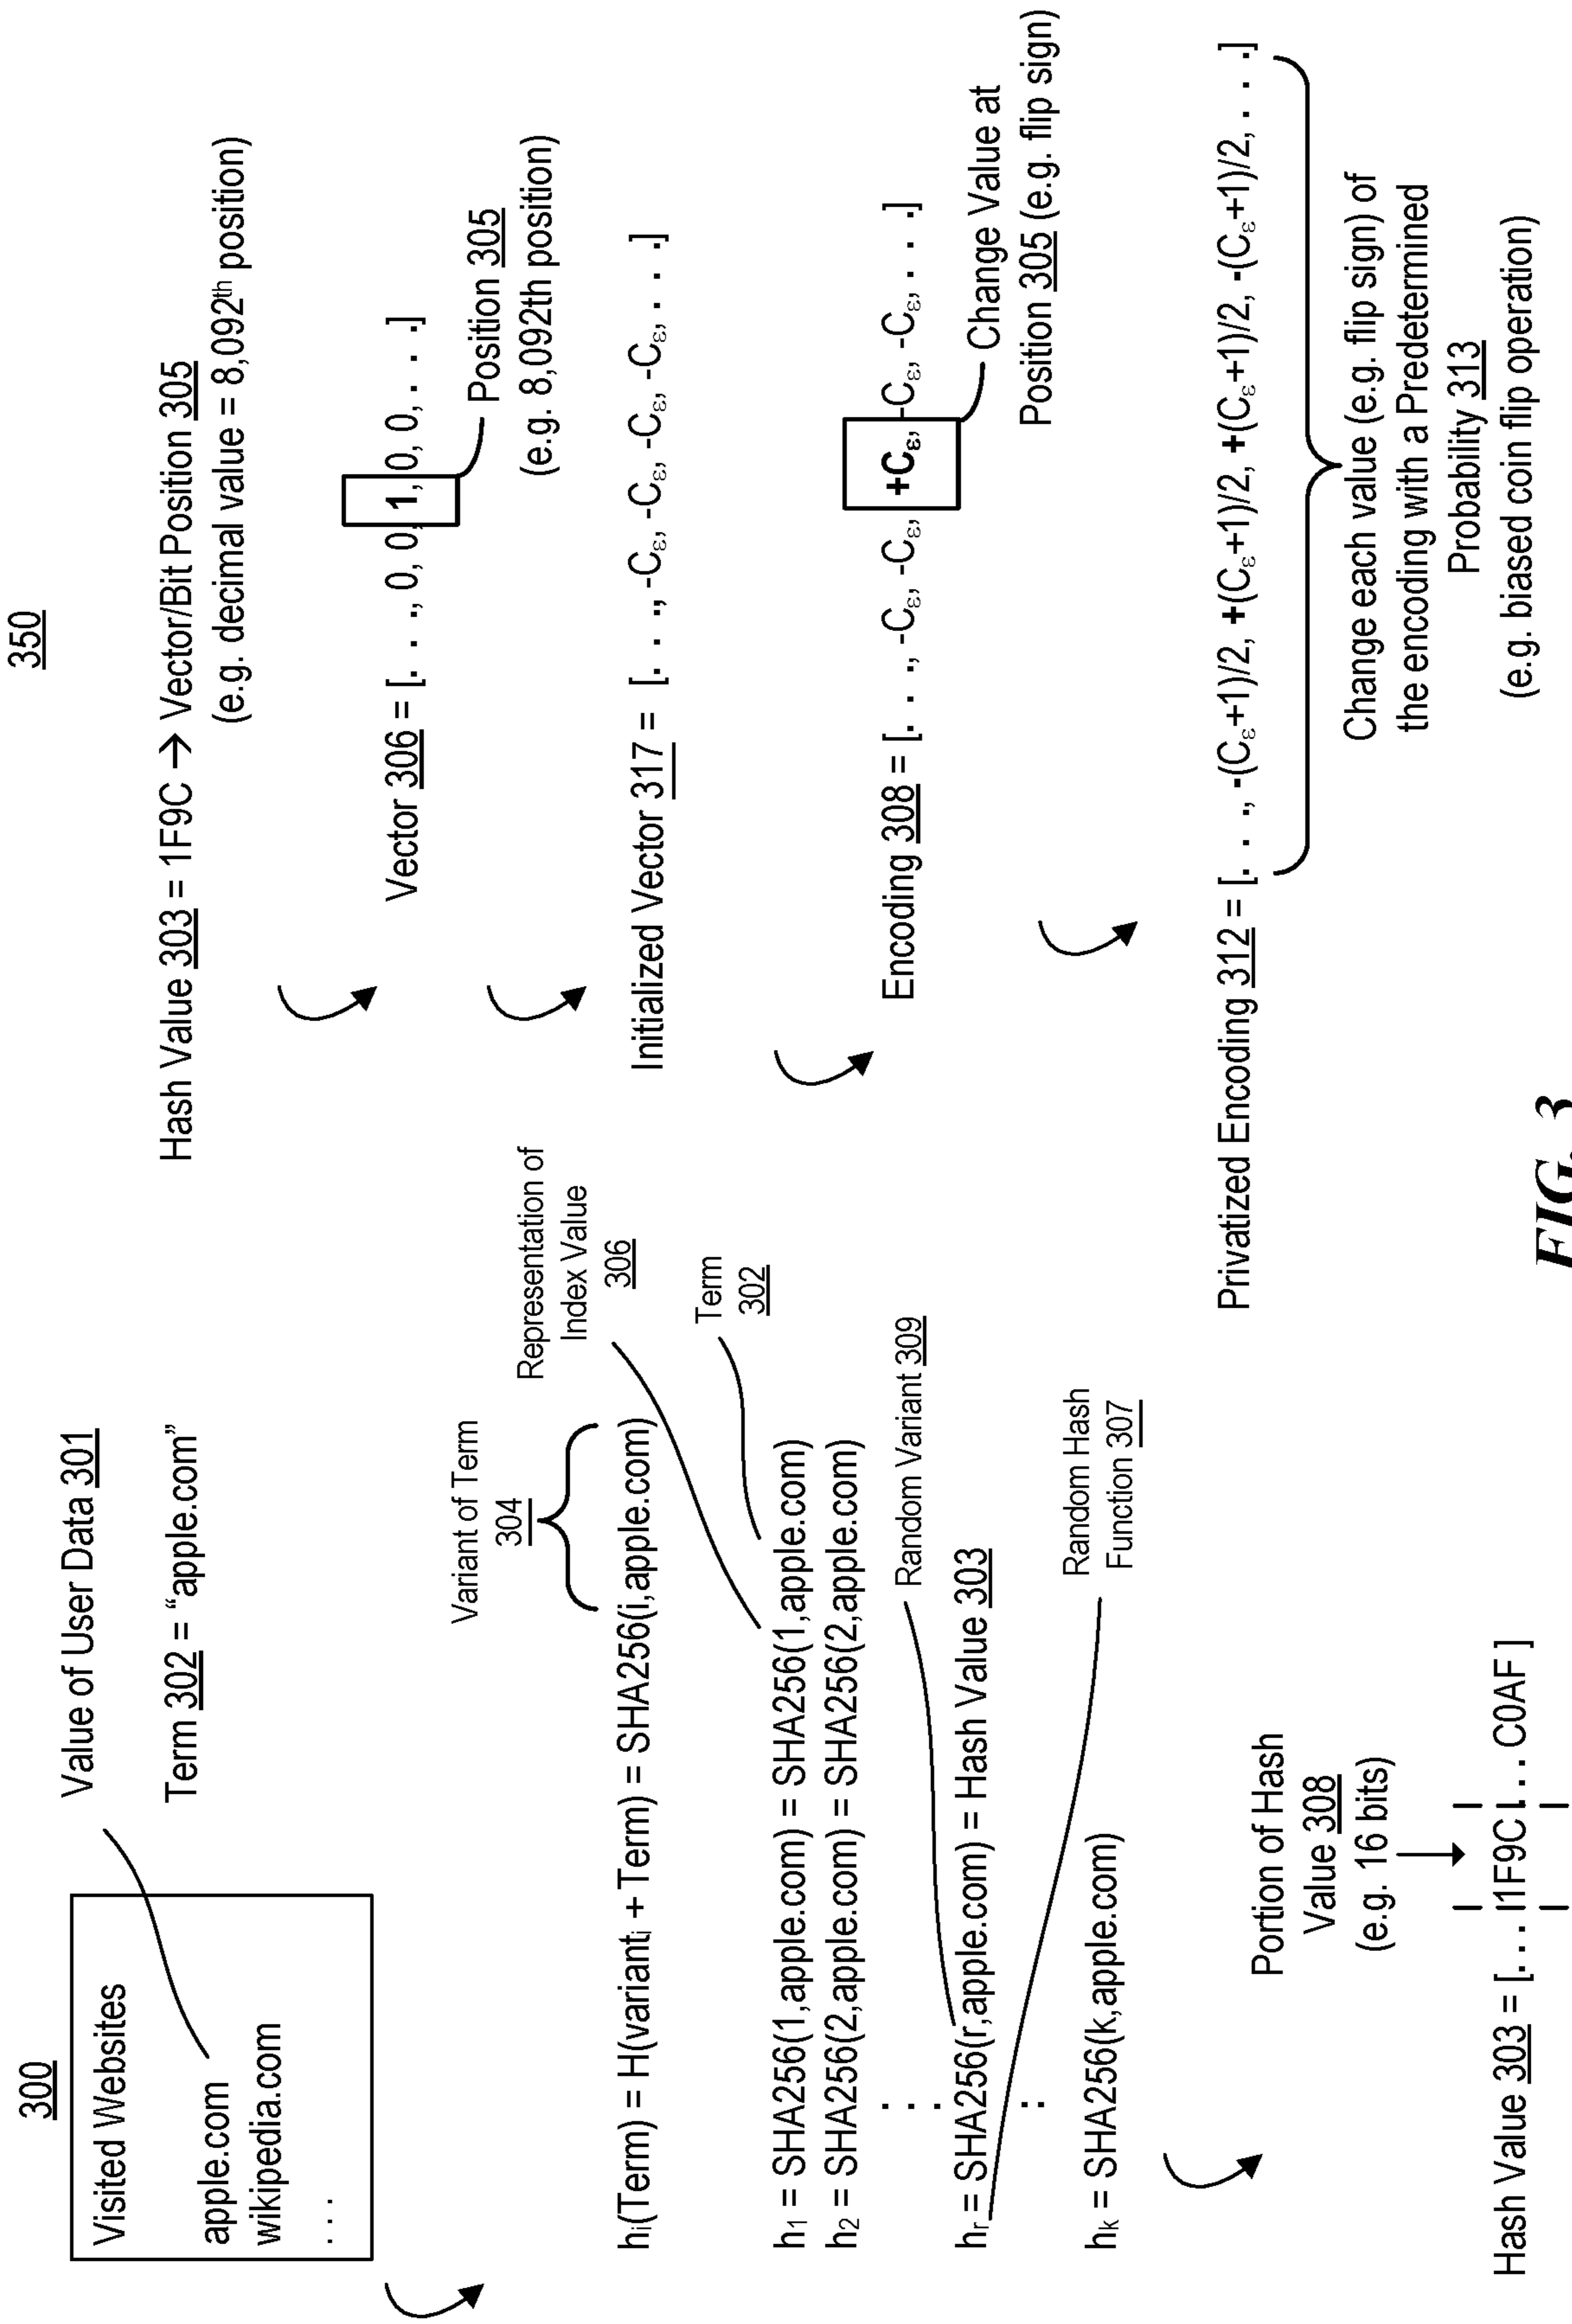 300
Visited Websites
apple.com
wikipedia.com
. . .
Value of User Data 301
Term 302 = “apple.com”
Variant of Term
304
hi(Term) = H(varianti + Term) = SHA256(i,apple.com)
Representation of
Index Value
306
Term
302
h1 = SHA256(1,apple.com) = SHA256(1,apple.com)
h2 = SHA256(2,apple.com) = SHA256(2,apple.com)
. . .
Random Variant 309
hr = SHA256(r,apple.com) = Hash Value 303
. .
Random Hash
Function 307
hk = SHA256(k,apple.com)
Portion of Hash
Value 308
(e.g. 16 bits)
Hash Value 303 = [. . . |1F9C|. . . C0AF ]
350
Hash Value 303 = 1F9C → Vector/Bit Position 305
(e.g. decimal value = 8,092th position)
Vector 306 = [. . ., 0, 0, 1, 0, 0, . . .]
Position 305
(e.g. 8,092th position)
Initialized Vector 317 = [. . ., -Cε, -Cε, -Cε, -Cε, -Cε, . . .]
Encoding 308 = [. . ., -Cε, -Cε, +Cε, -Cε, -Cε, . . .]
Change Value at
Position 305 (e.g. flip sign)
Privatized Encoding 312 = [. . ., -(Cε+1)/2, +(Cε+1)/2, +(Cε+1)/2, +(Cε+1)/2, -(Cε+1)/2, . . .]
Change each value (e.g. flip sign) of
the encoding with a Predetermined
Probability 313
(e.g. biased coin flip operation)
FIG. 3